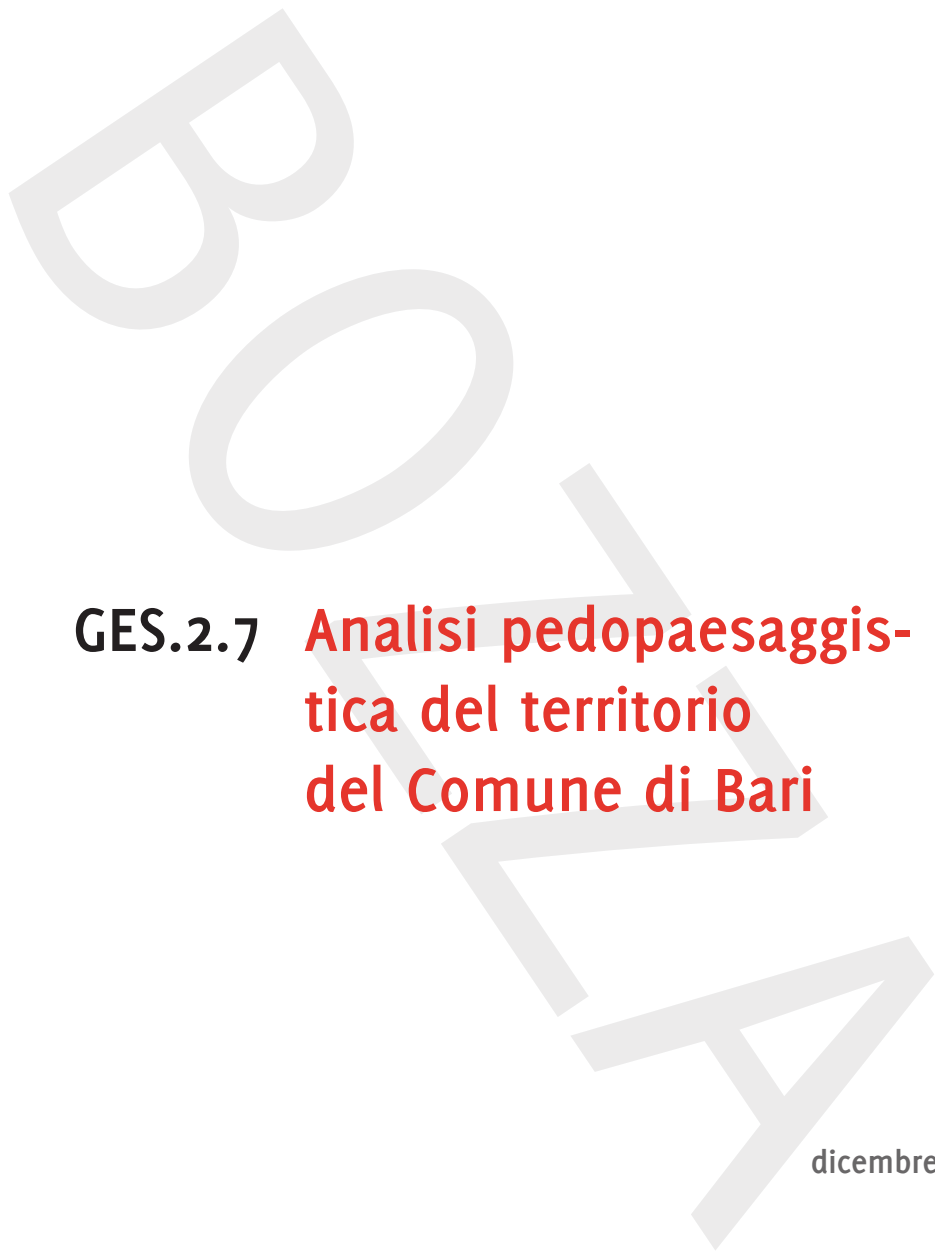 BOZZA
GES.2.7 Analisi pedopaesaggis-
tica del territorio
del Comune di Bari
dicembre